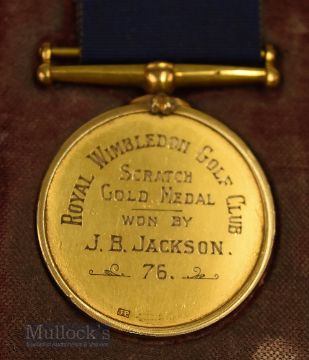 ROYAL WIMBLEDON GOLF CLUB
SCRATCH
GOLD MEDAL
WON BY
J. B. JACKSON.
76.
MULLOCK'S